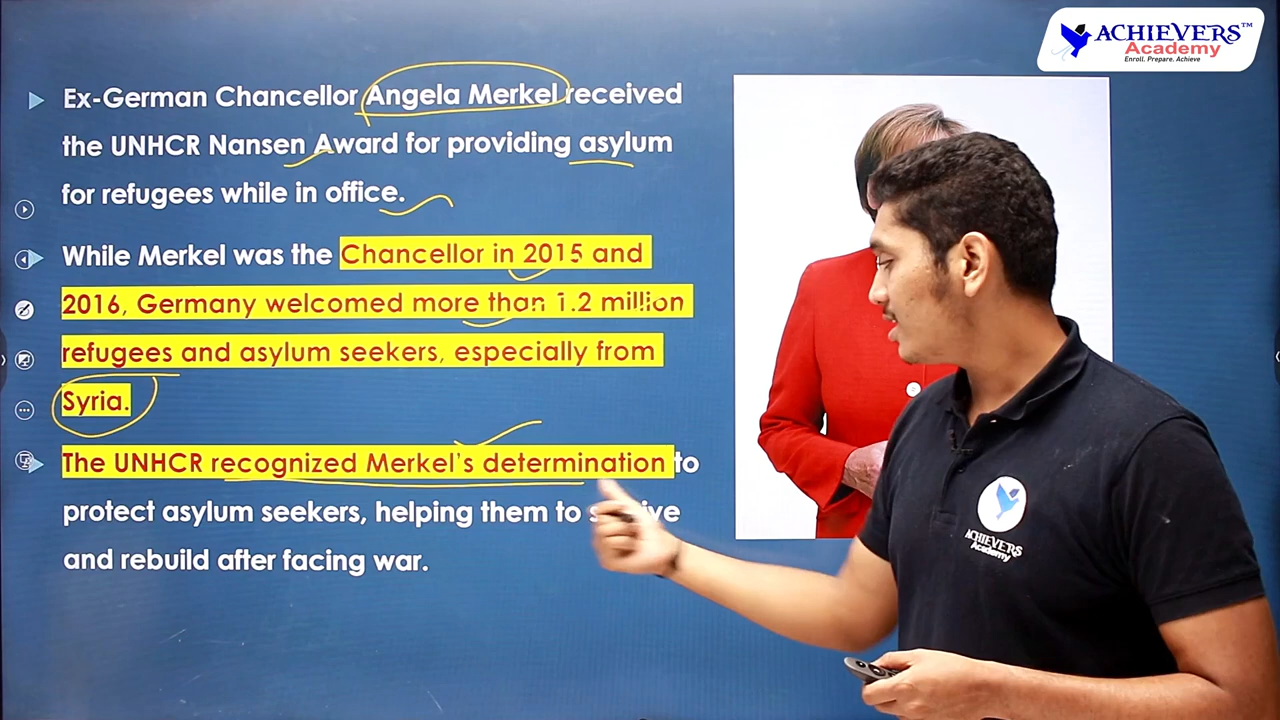 ACHIEVERS™
Academy
Enroll. Prepare. Achieve
Ex-German Chancellor Angela Merkel received
the UNHCR Nansen Award for providing asylum
for refugees while in office.
While Merkel was the Chancellor in 2015 and
2016, Germany welcomed more than 1.2 million
refugees and asylum seekers, especially from
Syria.
The UNHCR recognized Merkel's determination to
protect asylum seekers, helping them to
and rebuild after facing war.
ACHIEVERS
Academy